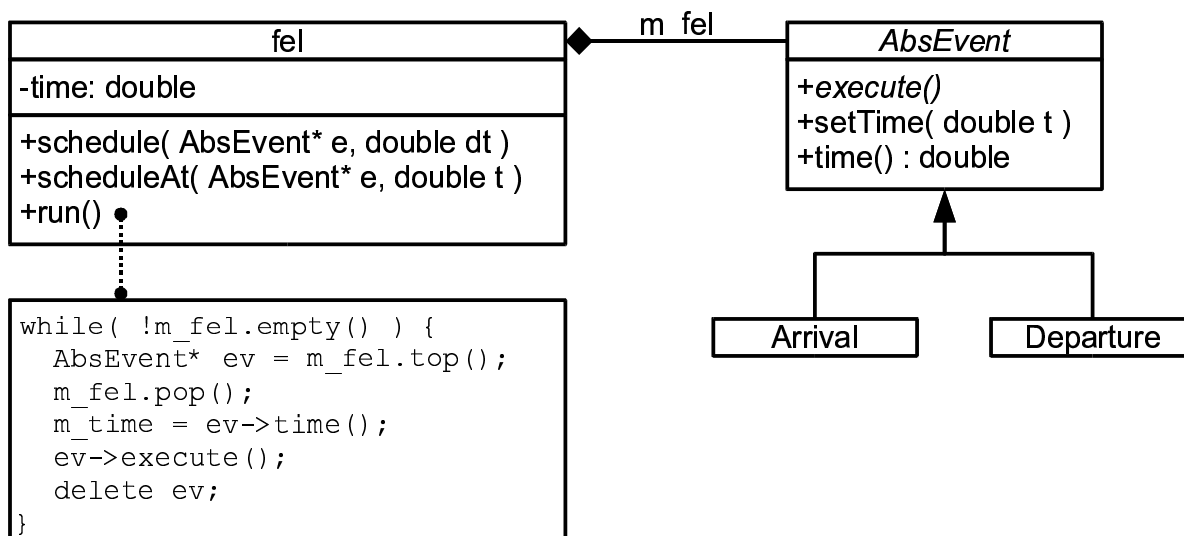 fel
-time: double
+schedule( AbsEvent* e, double dt )
+scheduleAt( AbsEvent* e, double t )
+run()
m_fel
AbsEvent
+execute()
+setTime( double t )
+time() : double
Arrival
Departure
while( !m_fel.empty() ) {
  AbsEvent* ev = m_fel.top();
  m_fel.pop();
  m_time = ev->time();
  ev->execute();
  delete ev;
}